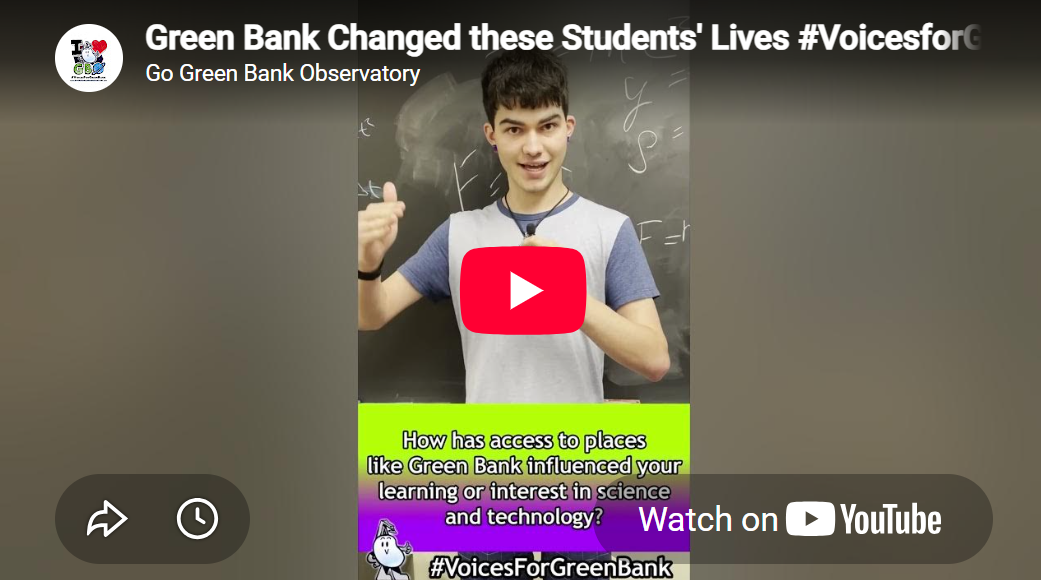 Green Bank Changed these Students' Lives #VoicesforG
Go Green Bank Observatory
y =
ρ =
F = 
How has access to places
like Green Bank influenced your
learning or interest in science
and technology?
Watch on YouTube
#VoicesForGreenBank